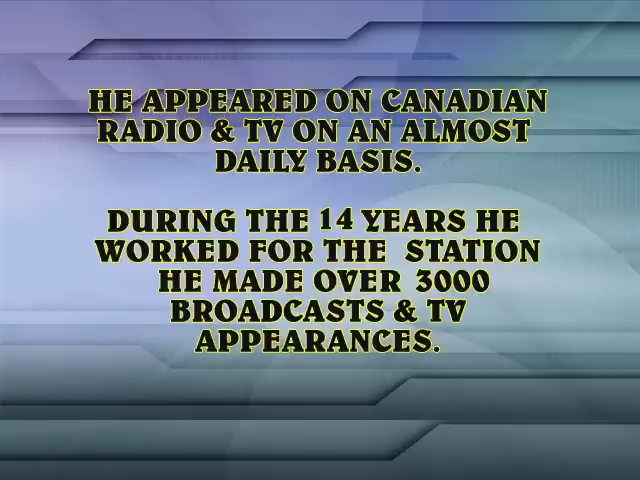 HE APPEARED ON CANADIAN
RADIO & TV ON AN ALMOST
DAILY BASIS.
DURING THE 14 YEARS HE
WORKED FOR THE STATION
HE MADE OVER 3000
BROADCASTS & TV
APPEARANCES.